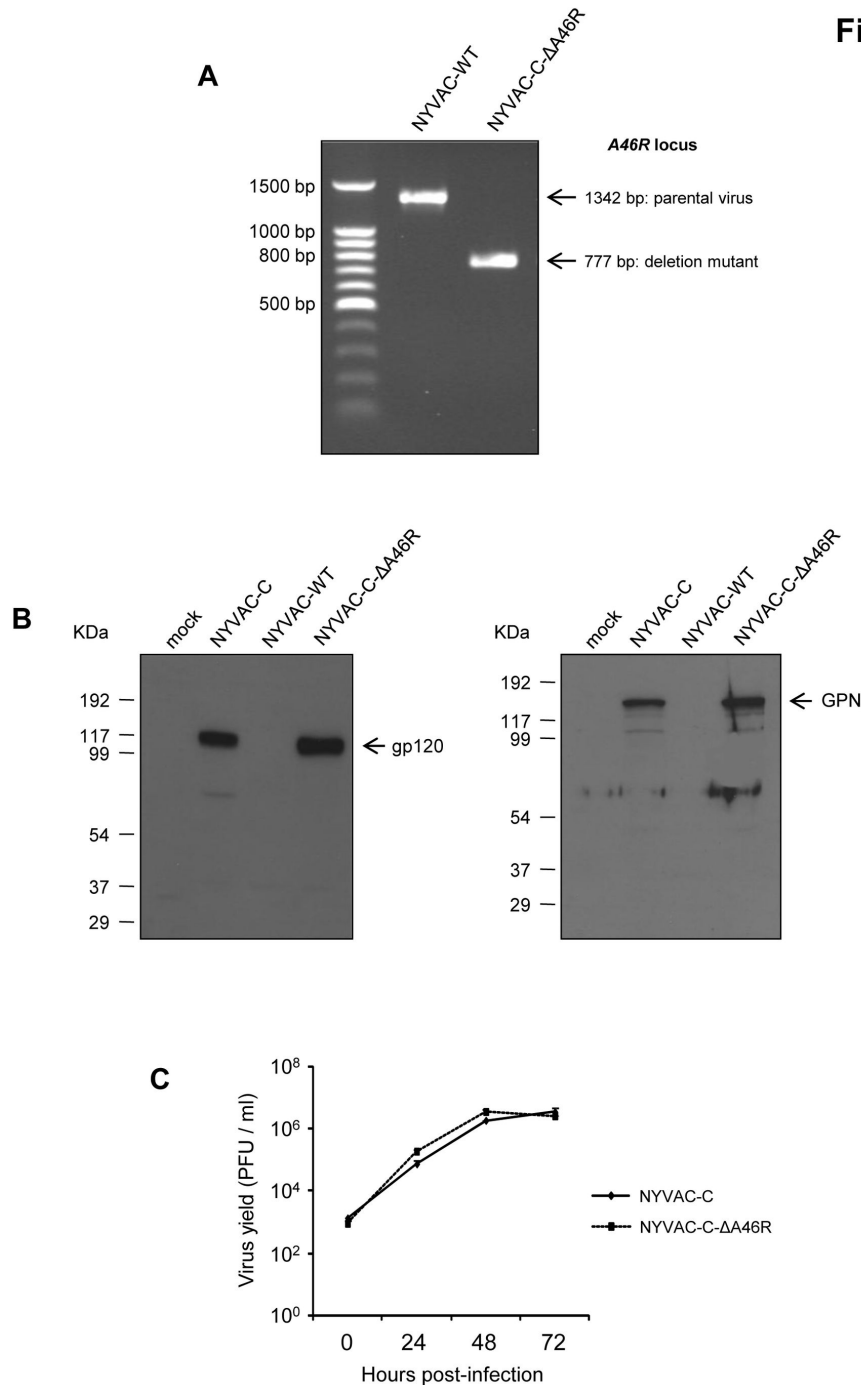 Fi
A
NYVAC-WT
NYVAC-C-ΔA46R
A46R locus
1500 bp
1342 bp: parental virus
1000 bp
800 bp
777 bp: deletion mutant
500 bp
B
KDa
mock
NYVAC-C
NYVAC-WT
NYVAC-C-ΔA46R
192
117
99
gp120
54
37
29
KDa
mock
NYVAC-C
NYVAC-WT
NYVAC-C-ΔA46R
192
GPN
117
99
54
37
29
C
Virus yield (PFU / ml)
10⁸
10⁶
10⁴
10²
10⁰
0 24 48 72
Hours post-infection
NYVAC-C
NYVAC-C-ΔA46R